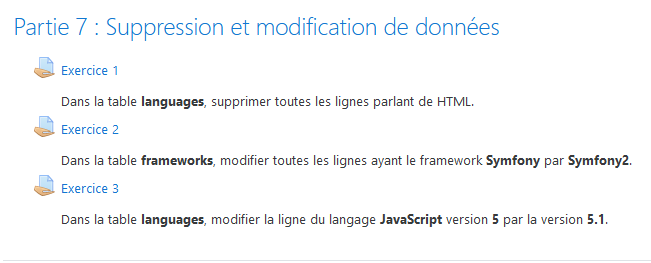 Partie 7 : Suppression et modification de données
Exercice 1
Dans la table languages, supprimer toutes les lignes parlant de HTML.
Exercice 2
Dans la table frameworks, modifier toutes les lignes ayant le framework Symfony par Symfony2.
Exercice 3
Dans la table languages, modifier la ligne du langage JavaScript version 5 par la version 5.1.